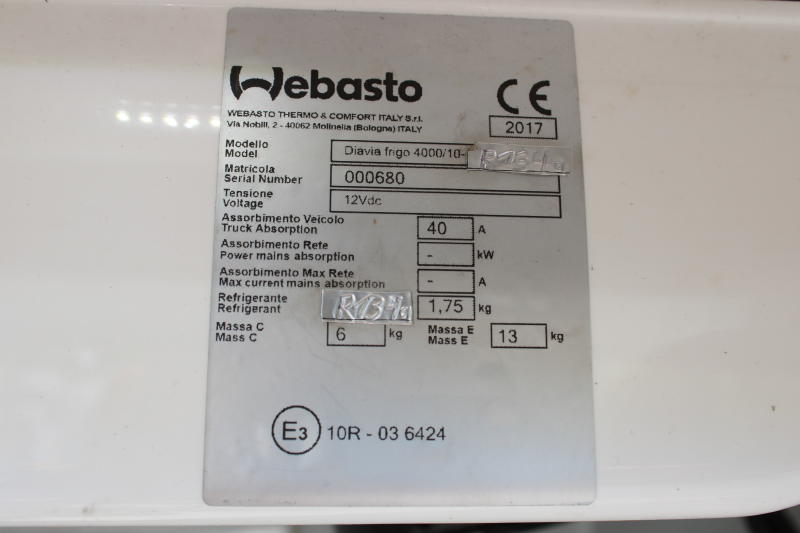 Webasto
CE
WEBASTO THERMO & COMFORT ITALY S.r.l.
Via Nobili, 2 - 40062 Molinella (Bologna) ITALY
2017
Modello
Model
Diavia frigo 4000/10- R134a
Matricola
Serial Number
000680
Tensione
Voltage
12Vdc
Assorbimento Veicolo
Truck Absorption
40 A
Assorbimento Rete
Power mains absorption
- kW
Assorbimento Max Rete
Max current mains absorption
- A
Refrigerante
Refrigerant
R134a 1,75 kg
Massa C
Mass C
6 kg
Massa E
Mass E
13 kg
E3 10R - 03 6424